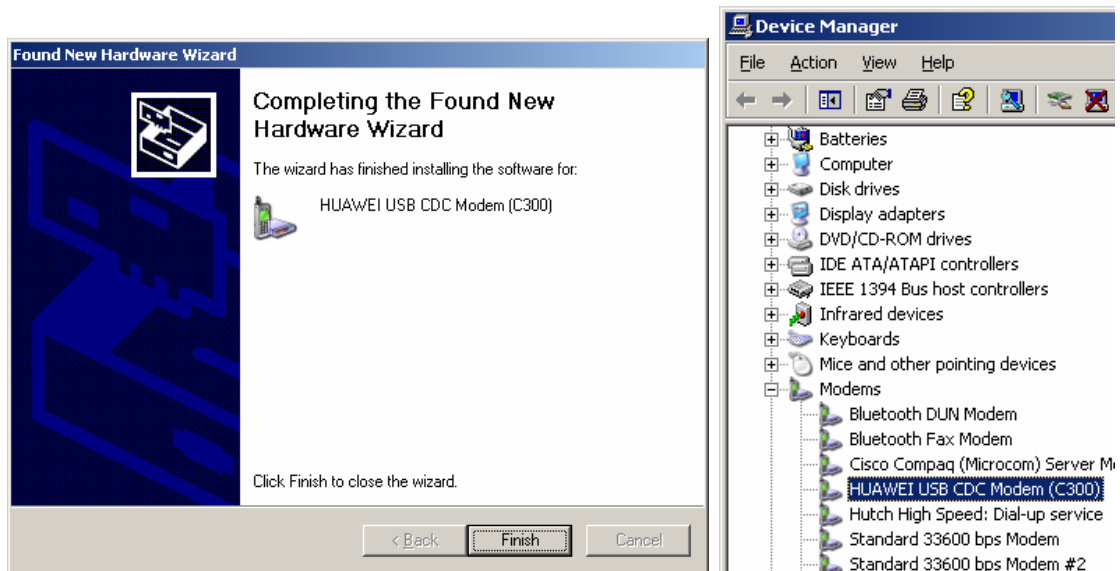 Found New Hardware Wizard
Completing the Found New
Hardware Wizard
The wizard has finished installing the software for:
HUAWEI USB CDC Modem (C300)
Click Finish to close the wizard.
< Back
Finish
Cancel
Device Manager
File Action View Help
Batteries
Computer
Disk drives
Display adapters
DVD/CD-ROM drives
IDE ATA/ATAPI controllers
IEEE 1394 Bus host controllers
Infrared devices
Keyboards
Mice and other pointing devices
Modems
Bluetooth DUN Modem
Bluetooth Fax Modem
Cisco Compaq (Microcom) Server
HUAWEI USB CDC Modem (C300)
Hutch High Speed: Dial-up service
Standard 33600 bps Modem
Standard 33600 bps Modem #2